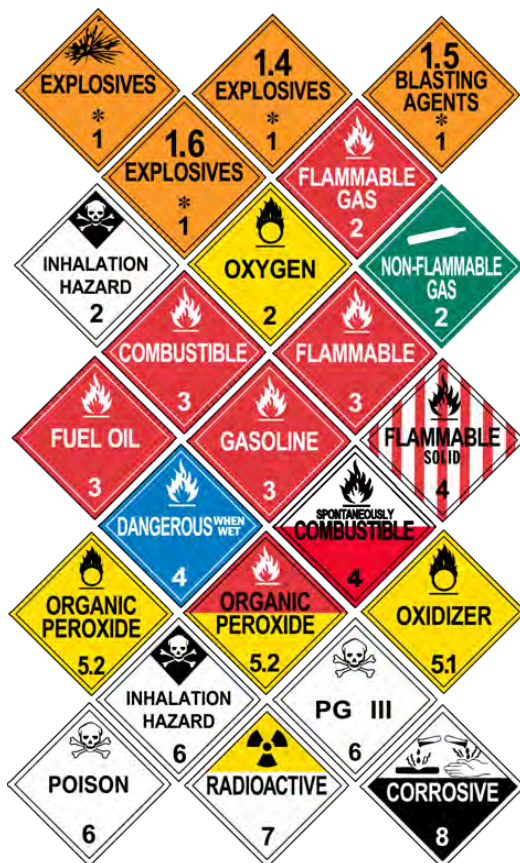 EXPLOSIVES
*
1
1.4
EXPLOSIVES
*
1
1.5
BLASTING
AGENTS
*
1
1.6
EXPLOSIVES
*
1
FLAMMABLE
GAS
2
INHALATION
HAZARD
2
OXYGEN
2
NON-FLAMMABLE
GAS
2
COMBUSTIBLE
3
FLAMMABLE
3
FUEL OIL
3
GASOLINE
3
FLAMMABLE
SOLID
4
DANGEROUS WHEN WET
4
SPONTANEOUSLY
COMBUSTIBLE
4
ORGANIC
PEROXIDE
5.2
ORGANIC
PEROXIDE
5.2
OXIDIZER
5.1
INHALATION
HAZARD
6
PG III
6
POISON
6
RADIOACTIVE
7
CORROSIVE
8